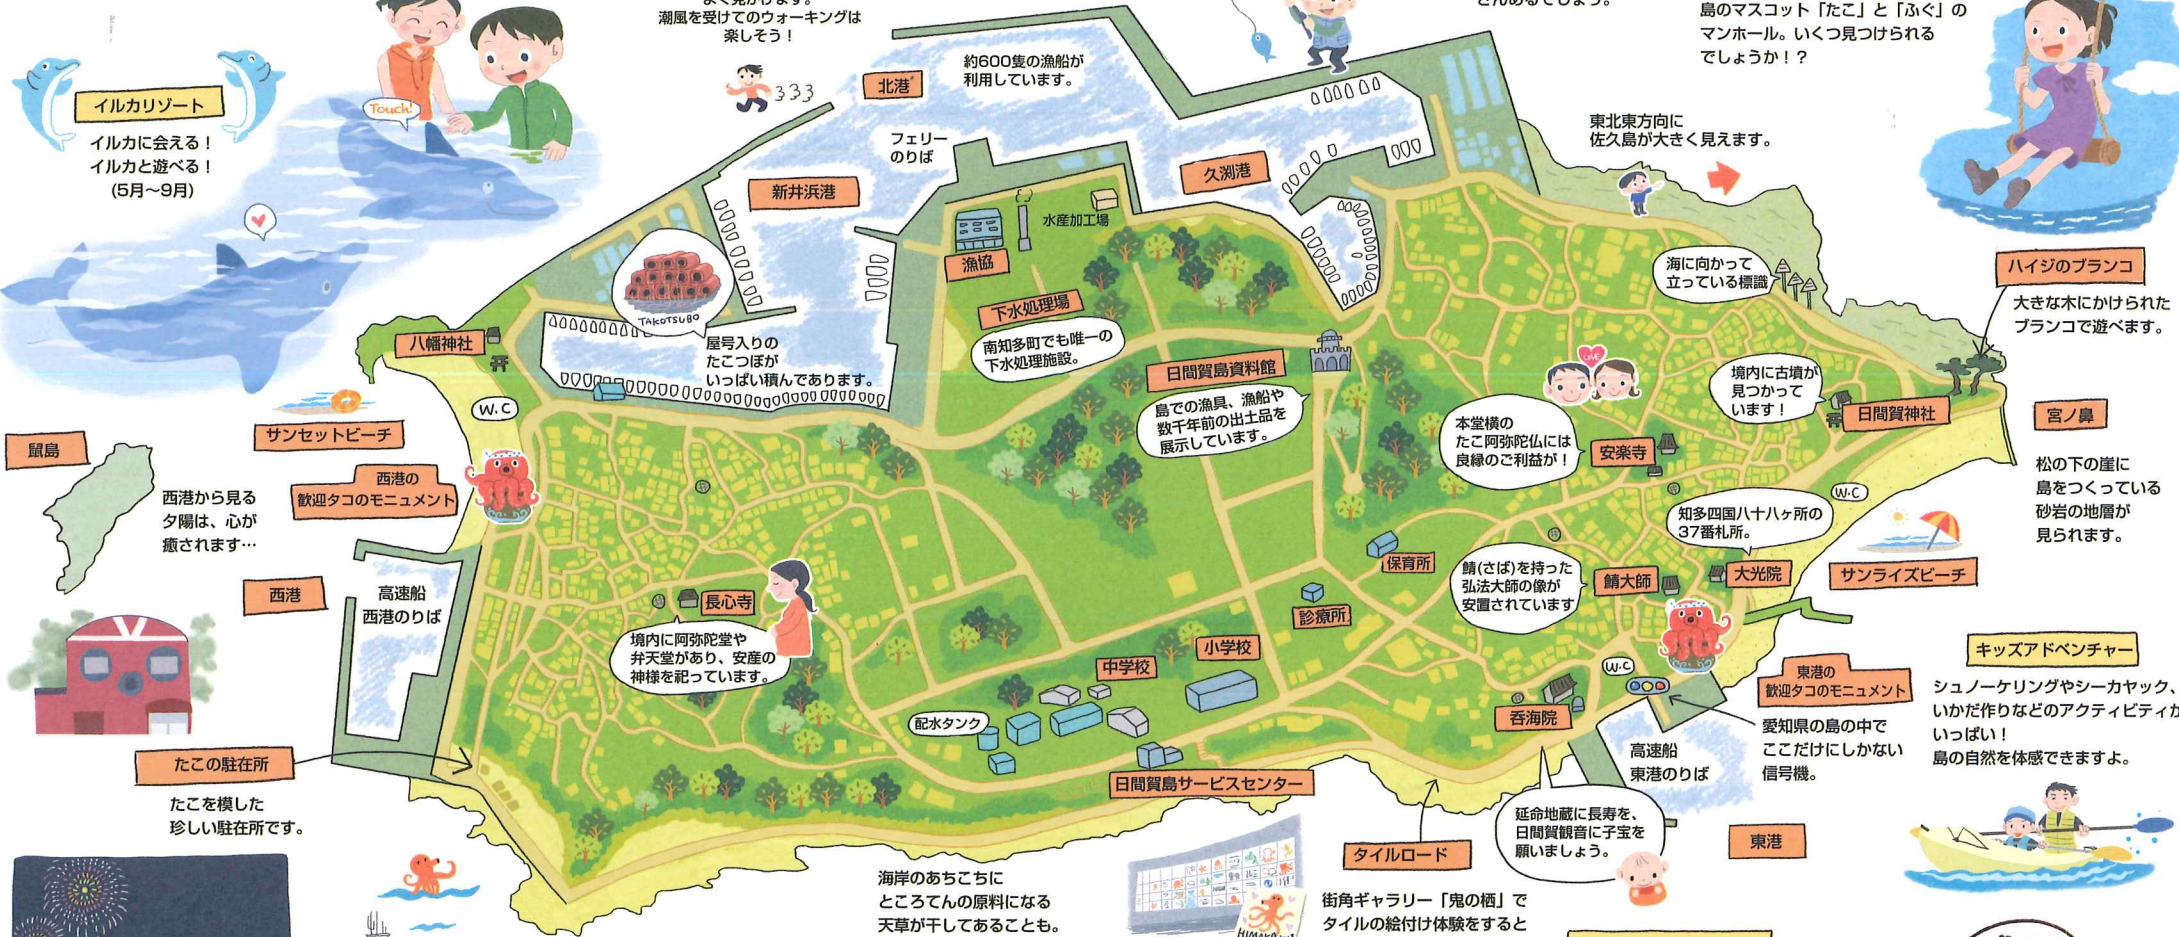 潮風を受けてのウォーキングは
楽しそう！
島のマスコット「たこ」と「ふぐ」の
マンホール。いくつ見つけられる
でしょうか！？
イルカリゾート
イルカに会える！
イルカと遊べる！
(5月〜9月)
Touch!
北港
約600隻の漁船が
利用しています。
フェリー
のりば
新井浜港
久渕港
東北東方向に
佐久島が大きく見えます。
水産加工場
漁協
下水処理場
南知多町でも唯一の
下水処理施設。
TAKOTSUBO
屋号入りの
たこつぼが
いっぱい積んであります。
八幡神社
W.C
サンセットビーチ
鼠島
西港の
歓迎タコのモニュメント
西港から見る
夕陽は、心が
癒されます…
西港
高速船
西港のりば
日間賀島資料館
島での漁具、漁船や
数千年前の出土品を
展示しています。
海に向かって
立っている標識
ハイジのブランコ
大きな木にかけられた
ブランコで遊べます。
LOVE
境内に古墳が
見つかって
います！
日間賀神社
宮ノ鼻
松の下の崖に
島をつくっている
砂岩の地層が
見られます。
本堂横の
たこ阿弥陀仏には
良縁のご利益が！
安楽寺
W.C
知多四国八十八ヶ所の
37番札所。
サンライズビーチ
保育所
鯖(さば)を持った
弘法大師の像が
安置されています
鯖大師
大光院
診療所
長心寺
境内に阿弥陀堂や
弁天堂があり、安産の
神様を祀っています。
小学校
中学校
配水タンク
日間賀島サービスセンター
W.C
呑海院
東港の
歓迎タコのモニュメント
愛知県の島の中で
ここだけにしかない
信号機。
キッズアドベンチャー
シュノーケリングやシーカヤック、
いかだ作りなどのアクティビティが
いっぱい！
島の自然を体感できますよ。
高速船
東港のりば
東港
延命地蔵に長寿を、
日間賀観音に子宝を
願いましょう。
たこの駐在所
たこを模した
珍しい駐在所です。
海岸のあちこちに
ところてんの原料になる
天草が干してあることも。
タイルロード
街角ギャラリー「鬼の栖」で
タイルの絵付け体験をすると